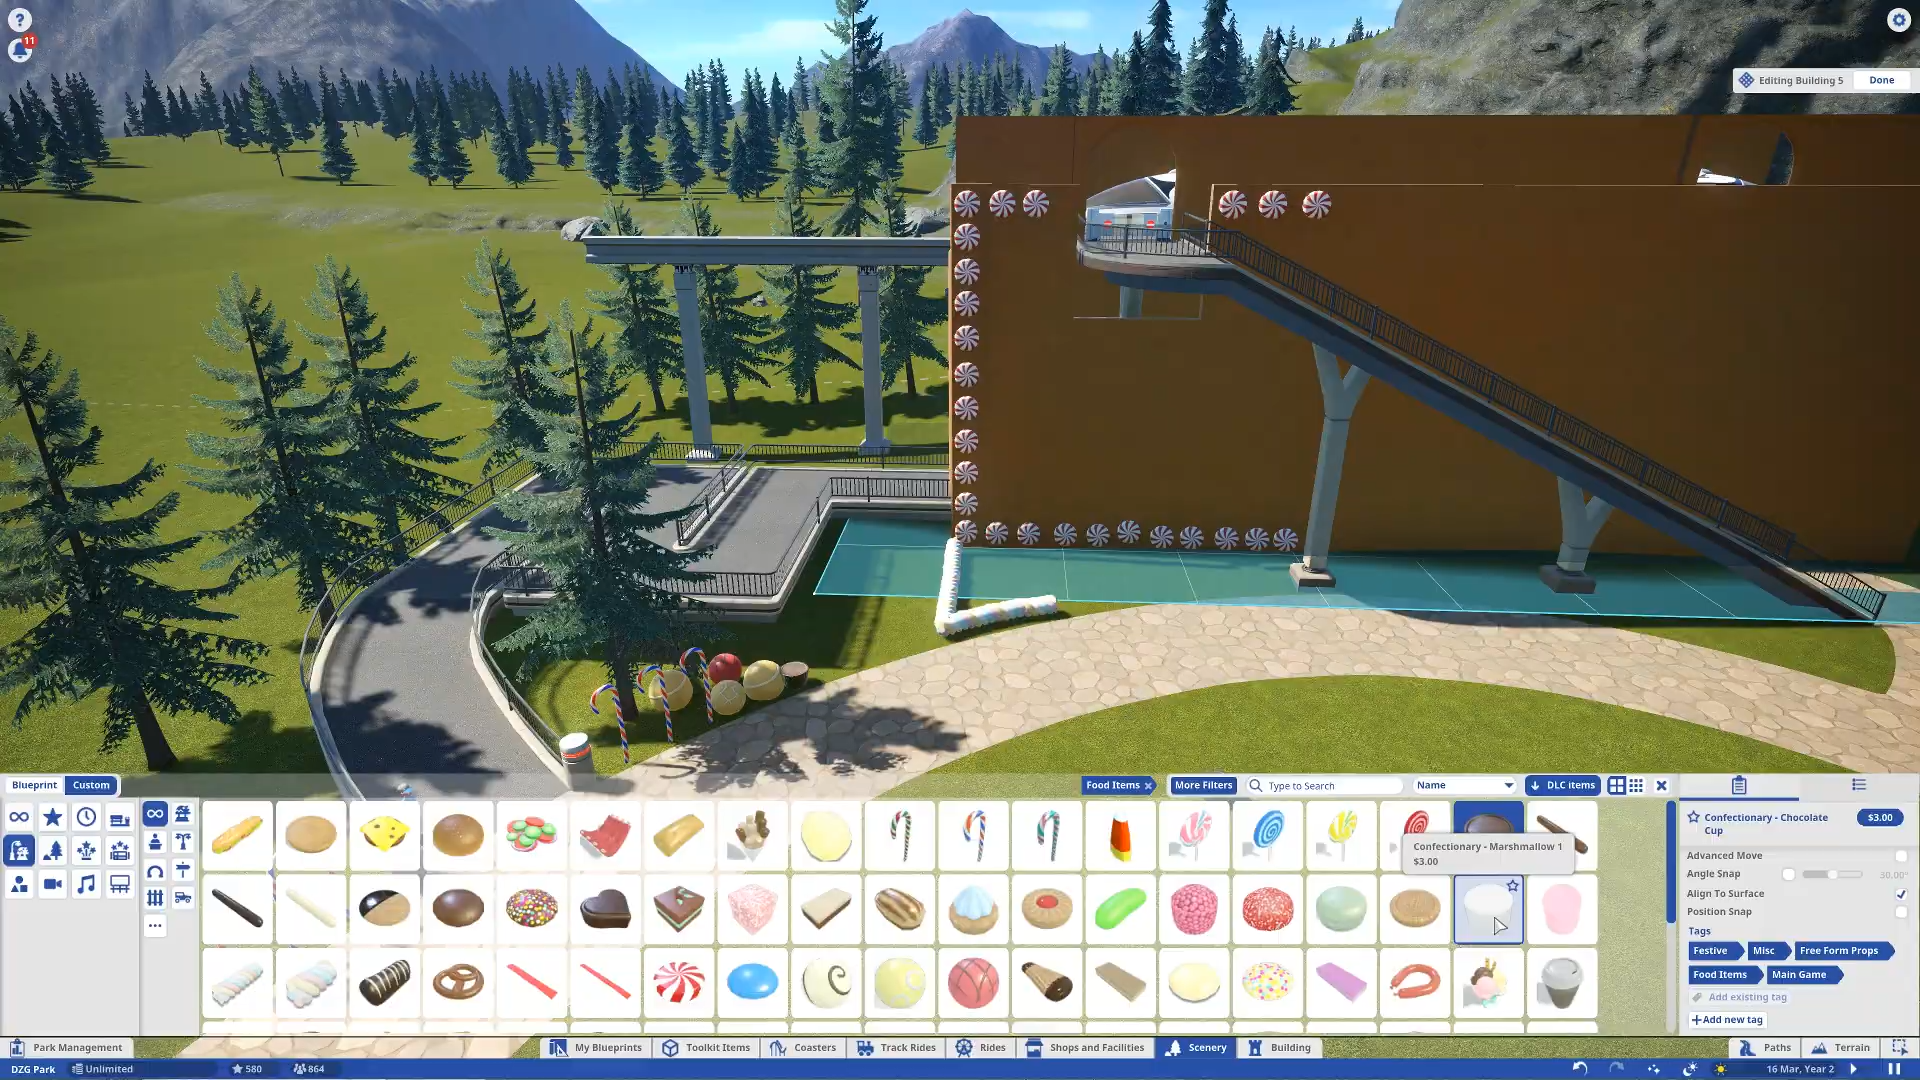 ?
11
Editing Building 5 Done
Blueprint Custom
Food Items × More Filters Type to Search Name DLC items
Confectionary - Marshmallow 1
$3.00
Confectionary - Chocolate Cup $3.00
Advanced Move
Angle Snap 30.00°
Align To Surface
Position Snap
Tags
Festive Misc Free Form Props
Food Items Main Game
Add existing tag
+Add new tag
Park Management My Blueprints Toolkit Items Coasters Track Rides Rides Shops and Facilities Scenery Building Paths Terrain
DZG Park Unlimited 580 864 16 Mar, Year 2